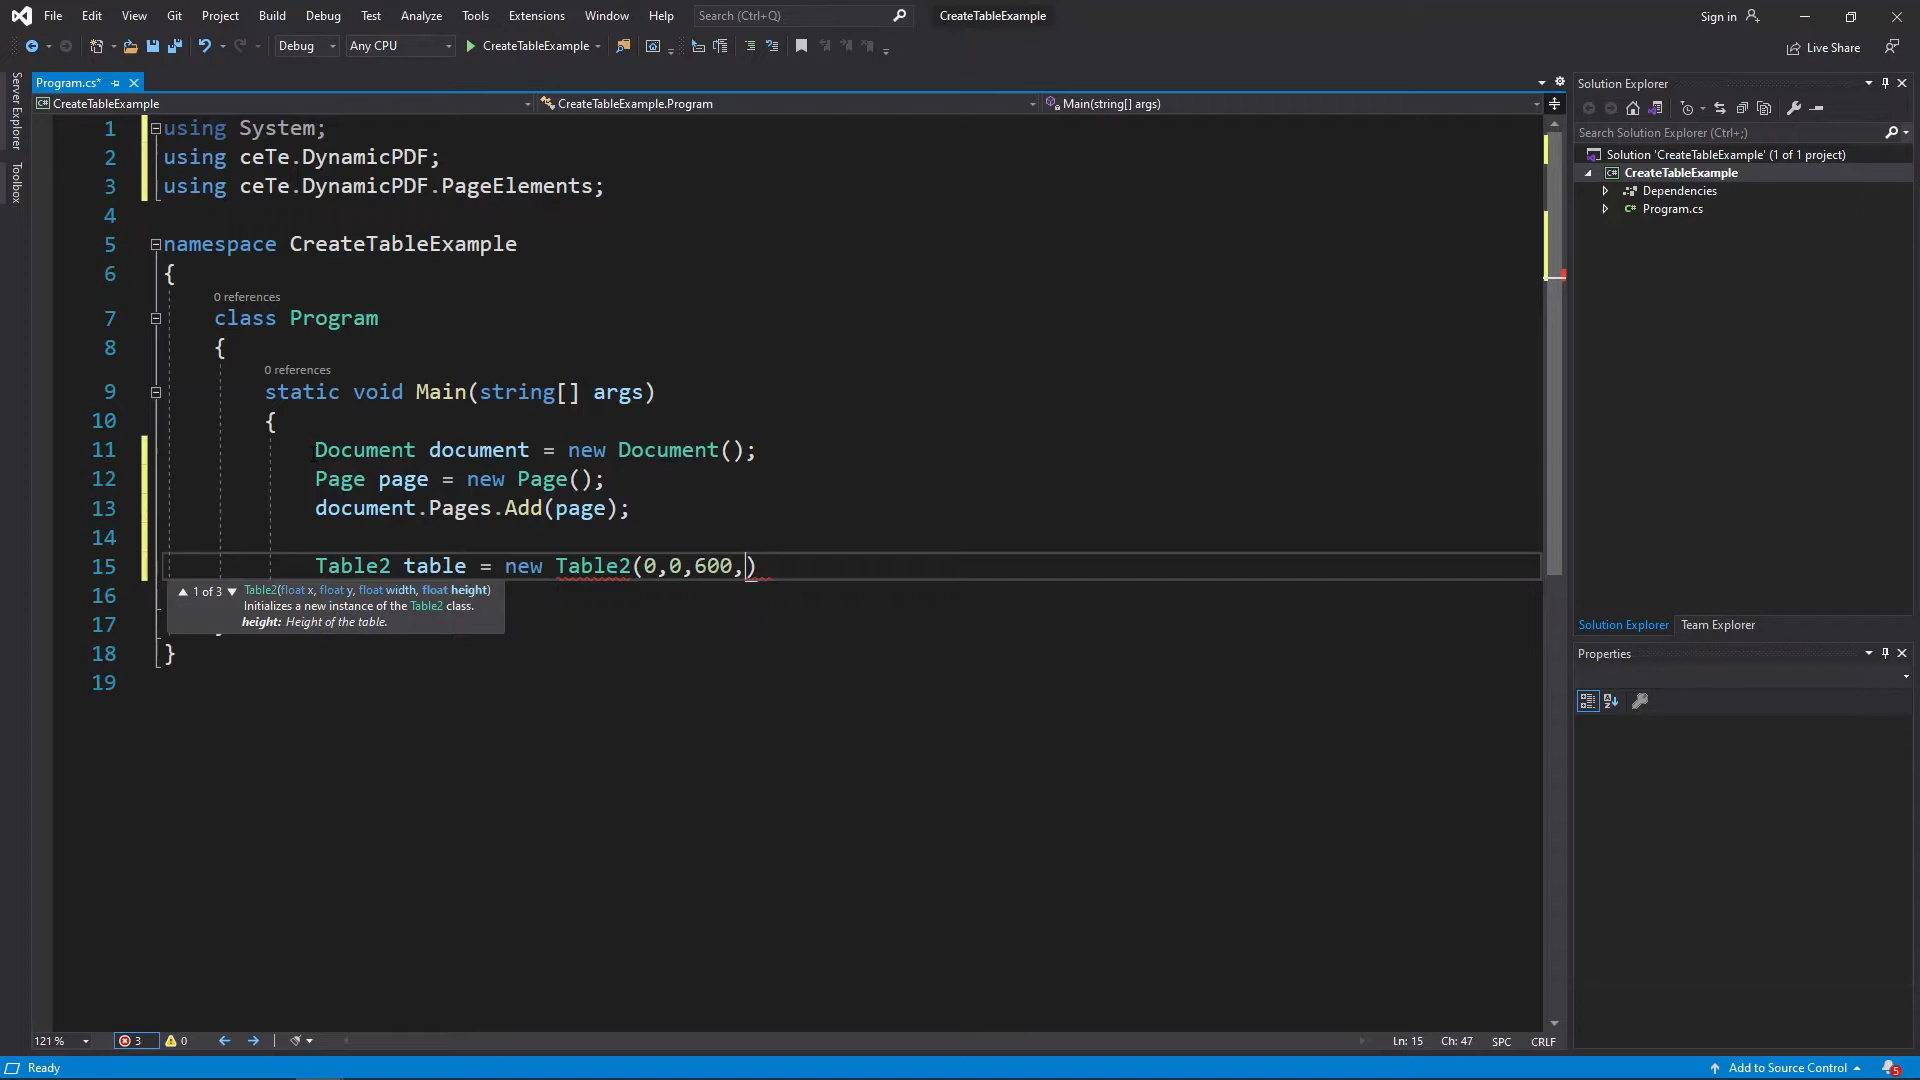 File Edit View Git Project Build Debug Test Analyze Tools Extensions Window Help Search (Ctrl+Q) CreateTableExample Sign in
Debug Any CPU CreateTableExample Live Share
Server Explorer
Toolbox
Program.cs*
CreateTableExample CreateTableExample.Program Main(string[] args)
1 using System;
2 using ceTe.DynamicPDF;
3 using ceTe.DynamicPDF.PageElements;
4
5 namespace CreateTableExample
6 {
0 references
7 class Program
8 {
0 references
9 static void Main(string[] args)
10 {
11 Document document = new Document();
12 Page page = new Page();
13 document.Pages.Add(page);
14
15 Table2 table = new Table2(0,0,600,)
16
1 of 3 Table2(float x, float y, float width, float height)
Initializes a new instance of the Table2 class.
height: Height of the table.
17
18 }
19
Solution Explorer
Search Solution Explorer (Ctrl+;)
Solution 'CreateTableExample' (1 of 1 project)
C# CreateTableExample
Dependencies
C# Program.cs
Solution Explorer Team Explorer
Properties
121 % 3 0 Ln: 15 Ch: 47 SPC CRLF
Ready Add to Source Control 5